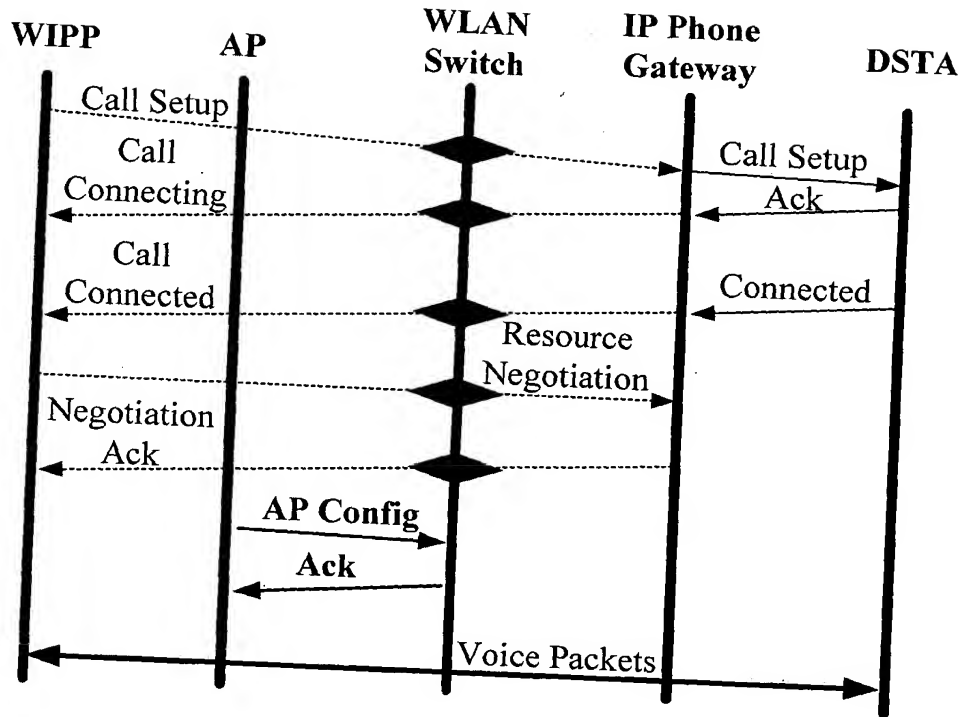 WIPP
AP
WLAN
Switch
IP Phone
Gateway
DSTA
Call Setup
Call Setup
Call
Connecting
Ack
Call
Connected
Connected
Resource
Negotiation
Negotiation
Ack
AP Config
Ack
Voice Packets